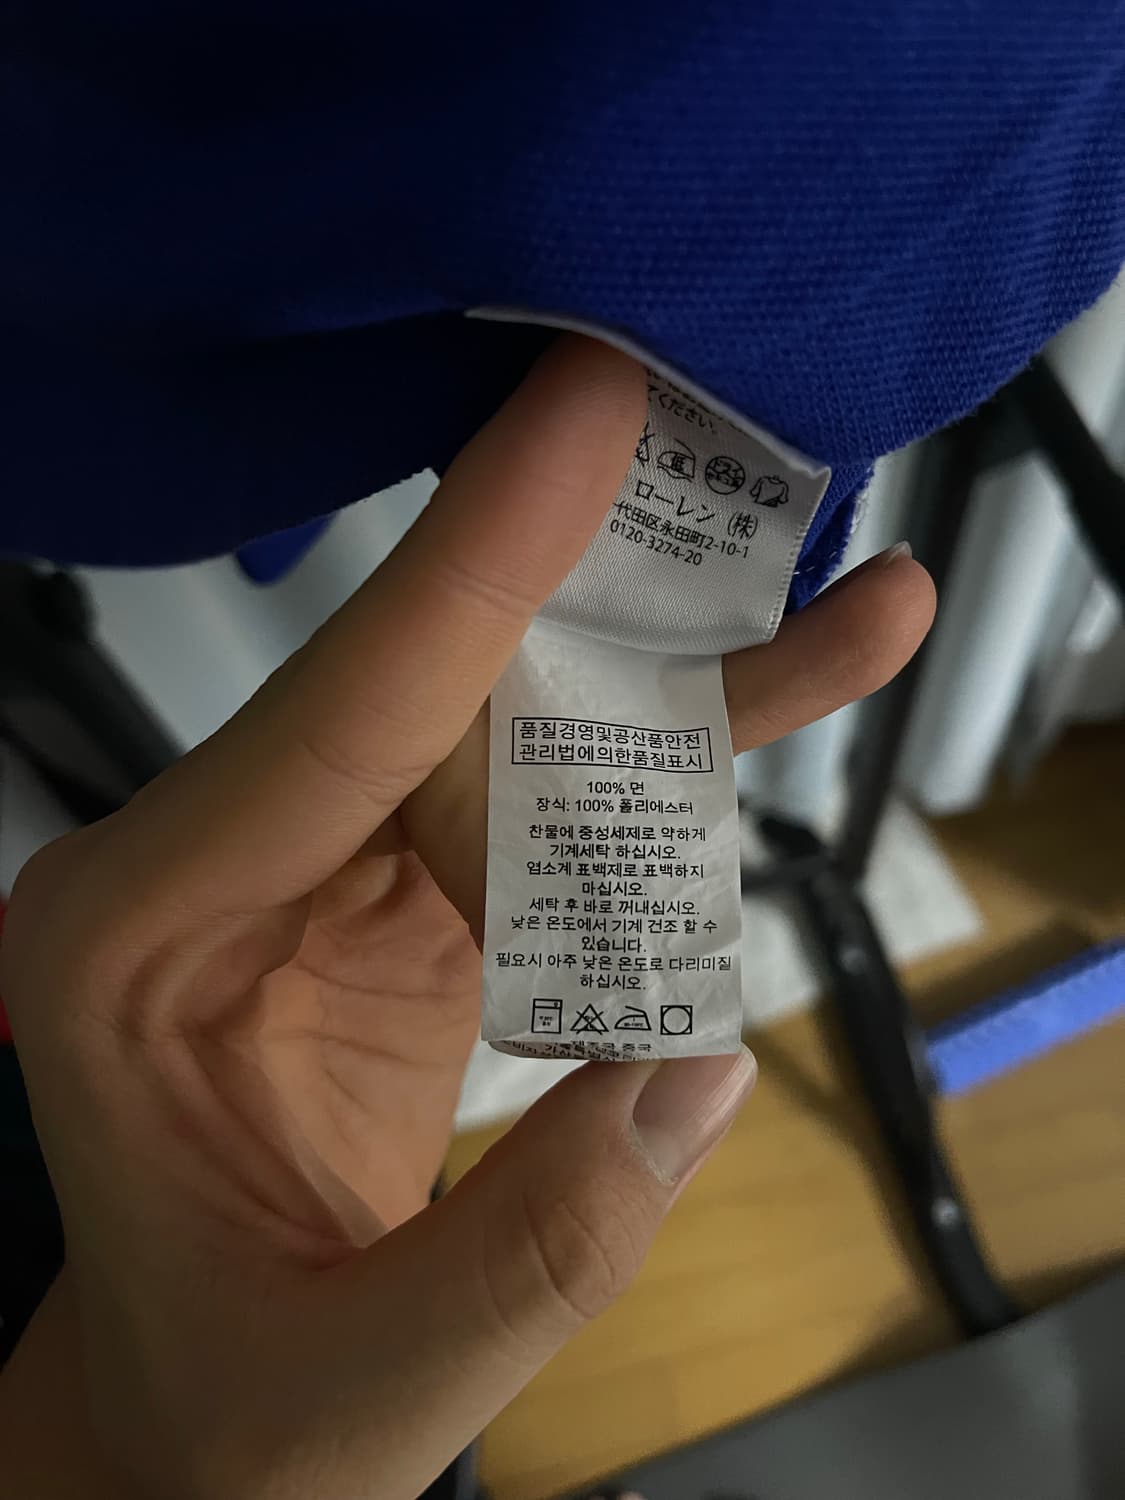 てください。
ローレン (株)
代田区永田町2-10-1
0120-3274-20
품질경영및공산품안전
관리법에의한품질표시
100% 면
장식: 100% 폴리에스터
찬물에 중성세제로 약하게
기계세탁 하십시오.
염소계 표백제로 표백하지
마십시오.
세탁 후 바로 꺼내십시오.
낮은 온도에서 기계 건조 할 수
있습니다.
필요시 아주 낮은 온도로 다리미질
하십시오.
제조국 중국